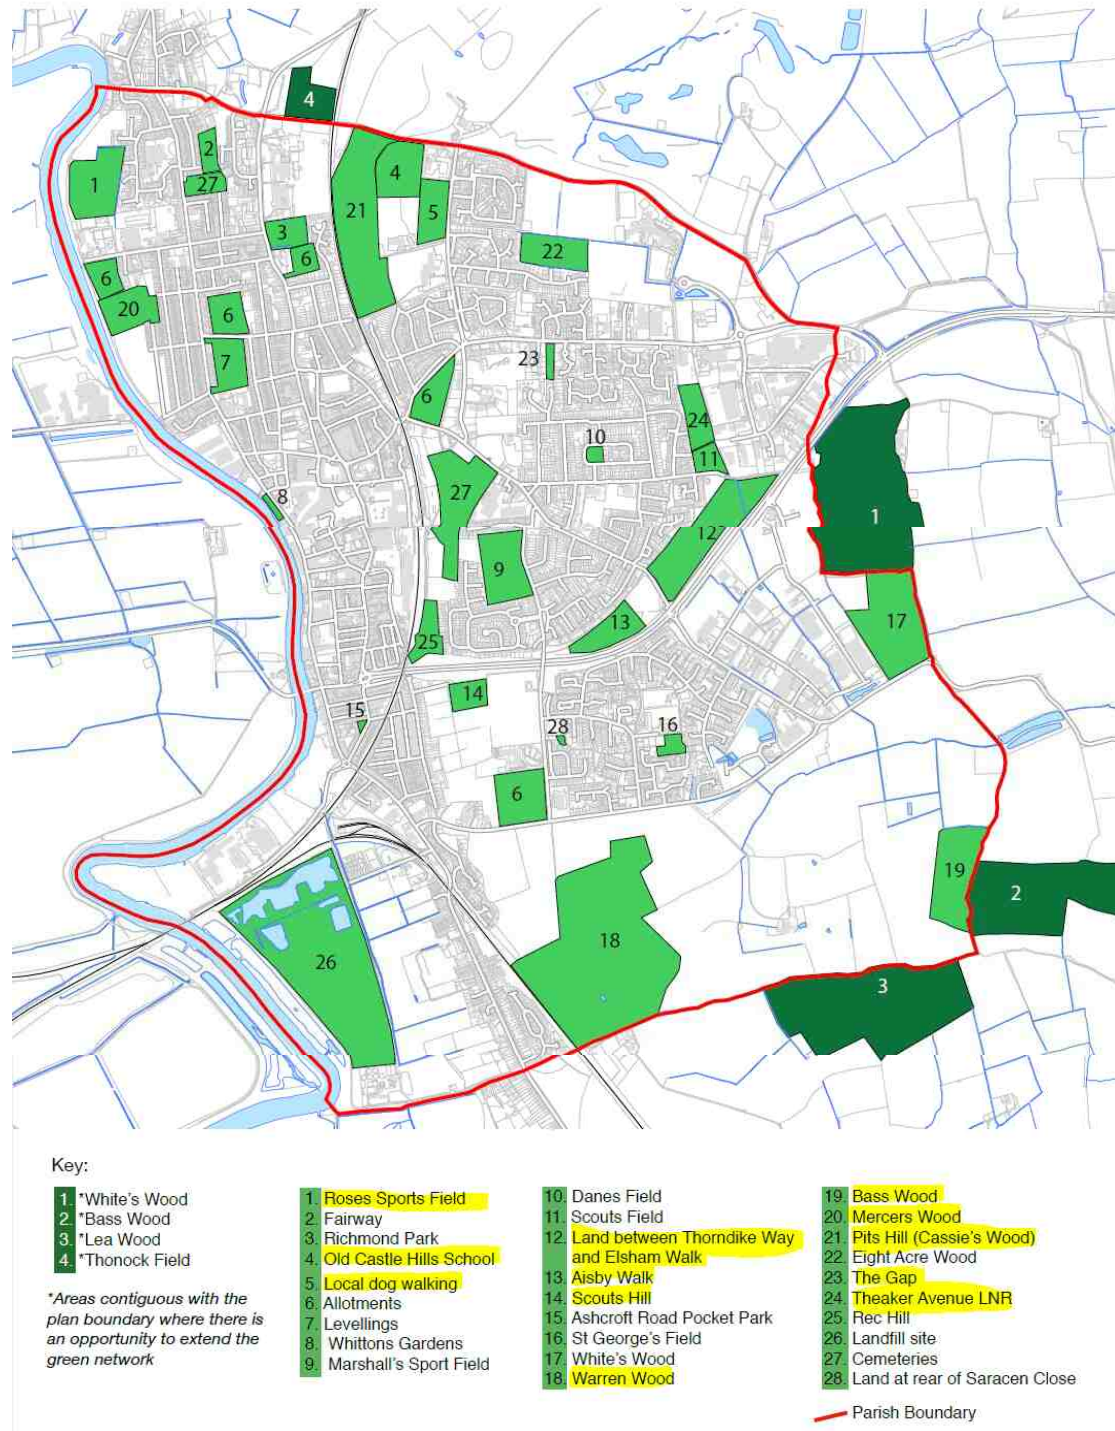 4
2
1
27
4
21
5
3
6
22
6
20
6
7
23
6
24
10
11
27
8
1
12
9
13
17
25
14
15
28
16
6
19
2
18
26
3
Key:
1. *White's Wood
2. *Bass Wood
3. *Lea Wood
4. *Thonock Field
*Areas contiguous with the
plan boundary where there is
an opportunity to extend the
green network
1. Roses Sports Field
2. Fairway
3. Richmond Park
4. Old Castle Hills School
5. Local dog walking
6. Allotments
7. Levellings
8. Whittons Gardens
9. Marshall's Sport Field
10. Danes Field
11. Scouts Field
12. Land between Thorndike Way
and Elsham Walk
13. Aisby Walk
14. Scouts Hill
15. Ashcroft Road Pocket Park
16. St George's Field
17. White's Wood
18. Warren Wood
19. Bass Wood
20. Mercers Wood
21. Pits Hill (Cassie's Wood)
22. Eight Acre Wood
23. The Gap
24. Theaker Avenue LNR
25. Rec Hill
26. Landfill site
27. Cemeteries
28. Land at rear of Saracen Close
Parish Boundary